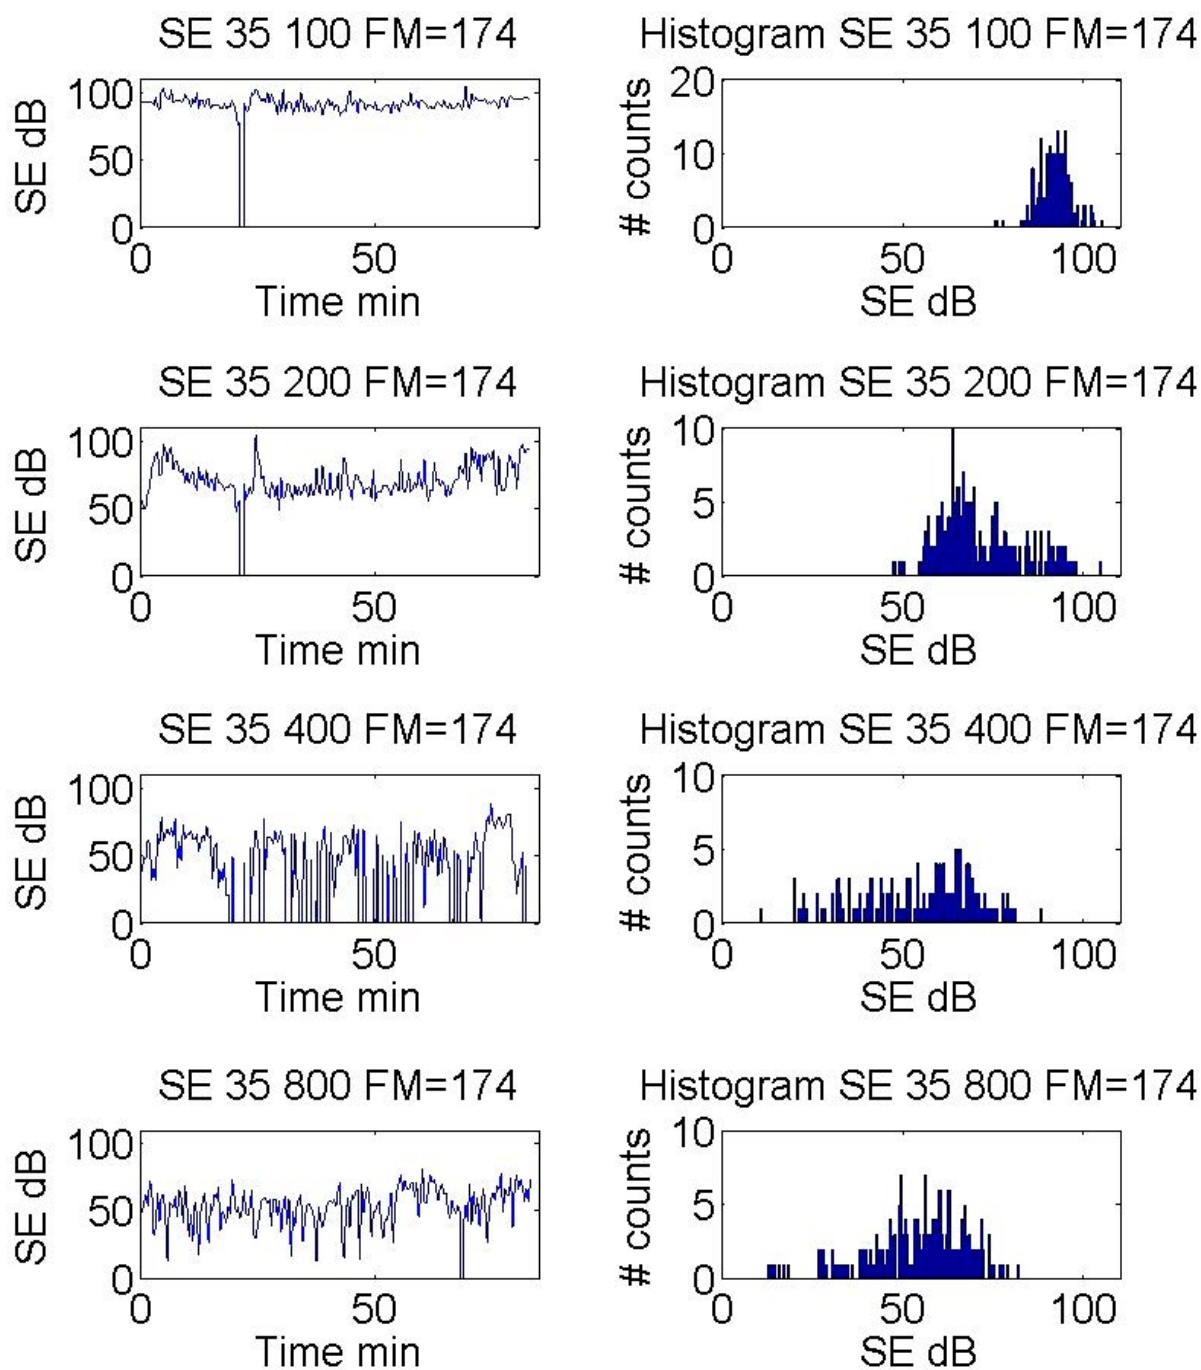 SE 35 100 FM=174
SE dB
100
50
0
0
50
Time min
Histogram SE 35 100 FM=174
# counts
20
10
0
0
50
100
SE dB
SE 35 200 FM=174
SE dB
100
50
0
0
50
Time min
Histogram SE 35 200 FM=174
# counts
10
5
0
0
50
100
SE dB
SE 35 400 FM=174
SE dB
100
50
0
0
50
Time min
Histogram SE 35 400 FM=174
# counts
10
5
0
0
50
100
SE dB
SE 35 800 FM=174
SE dB
100
50
0
0
50
Time min
Histogram SE 35 800 FM=174
# counts
10
5
0
0
50
100
SE dB